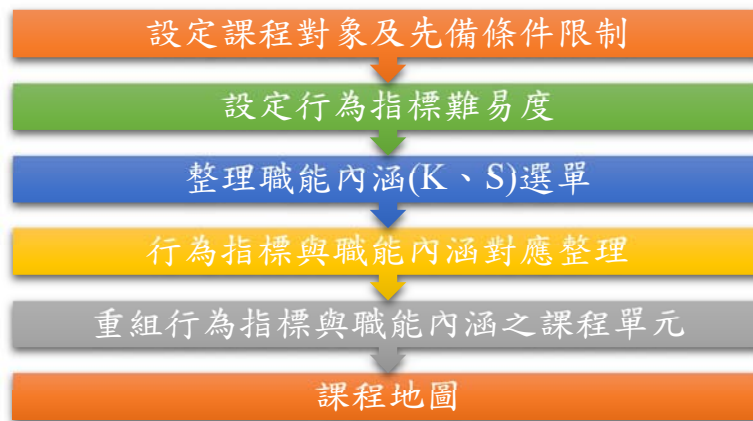 設定課程對象及先備條件限制
設定行為指標難易度
整理職能內涵(K、S)選單
行為指標與職能內涵對應整理
重組行為指標與職能內涵之課程單元
課程地圖